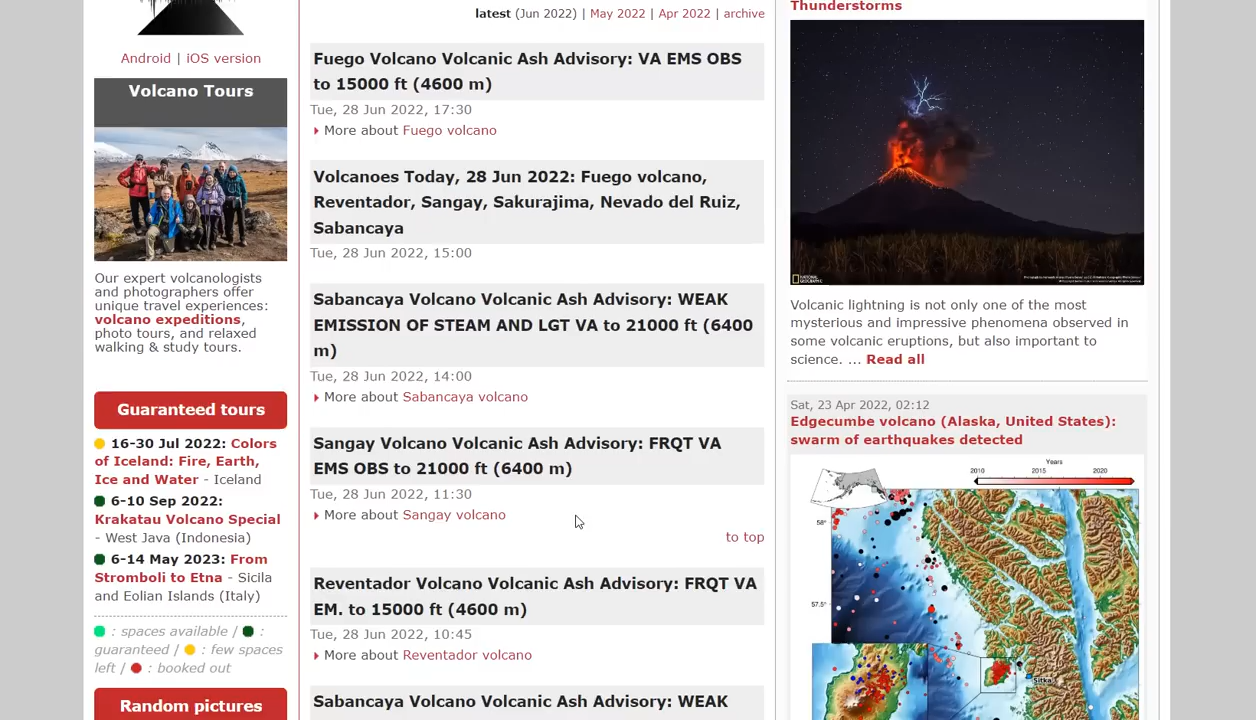 Android | iOS version
Volcano Tours
Our expert volcanologists
and photographers offer
unique travel experiences:
volcano expeditions,
photo tours, and relaxed
walking & study tours.
Guaranteed tours
16-30 Jul 2022: Colors
of Iceland: Fire, Earth,
Ice and Water - Iceland
6-10 Sep 2022:
Krakatau Volcano Special
- West Java (Indonesia)
6-14 May 2023: From
Stromboli to Etna - Sicila
and Eolian Islands (Italy)
: spaces available / :
guaranteed / : few spaces
left / : booked out
Random pictures
latest (Jun 2022) | May 2022 | Apr 2022 | archive
Fuego Volcano Volcanic Ash Advisory: VA EMS OBS
to 15000 ft (4600 m)
Tue, 28 Jun 2022, 17:30
More about Fuego volcano
Volcanoes Today, 28 Jun 2022: Fuego volcano,
Reventador, Sangay, Sakurajima, Nevado del Ruiz,
Sabancaya
Tue, 28 Jun 2022, 15:00
Sabancaya Volcano Volcanic Ash Advisory: WEAK
EMISSION OF STEAM AND LGT VA to 21000 ft (6400
m)
Tue, 28 Jun 2022, 14:00
More about Sabancaya volcano
Sangay Volcano Volcanic Ash Advisory: FRQT VA
EMS OBS to 21000 ft (6400 m)
Tue, 28 Jun 2022, 11:30
More about Sangay volcano
to top
Reventador Volcano Volcanic Ash Advisory: FRQT VA
EM. to 15000 ft (4600 m)
Tue, 28 Jun 2022, 10:45
More about Reventador volcano
Sabancaya Volcano Volcanic Ash Advisory: WEAK
Thunderstorms
NATIONAL
GEOGRAPHIC
Volcanic lightning is not only one of the most
mysterious and impressive phenomena observed in
some volcanic eruptions, but also important to
science. ... Read all
Sat, 23 Apr 2022, 02:12
Edgecumbe volcano (Alaska, United States):
swarm of earthquakes detected
Years
2010 2015 2020
58°
57.5°
Sitka